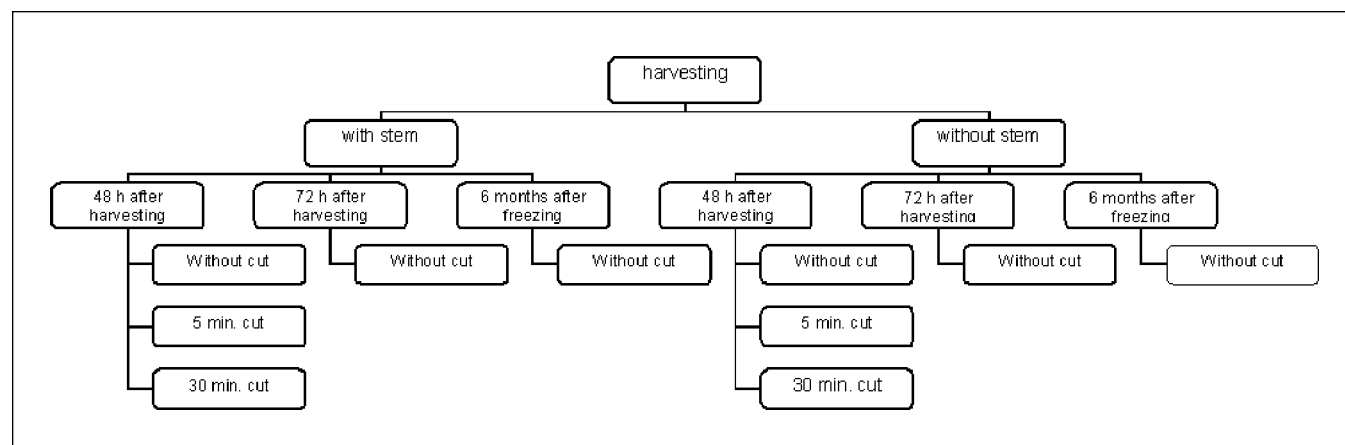 harvesting
with stem
without stem
48 h after
harvesting
72 h after
harvesting
6 months after
freezing
48 h after
harvesting
72 h after
harvesting
6 months after
freezing
Without cut
Without cut
Without cut
Without cut
Without cut
Without cut
5 min. cut
5 min. cut
30 min. cut
30 min. cut